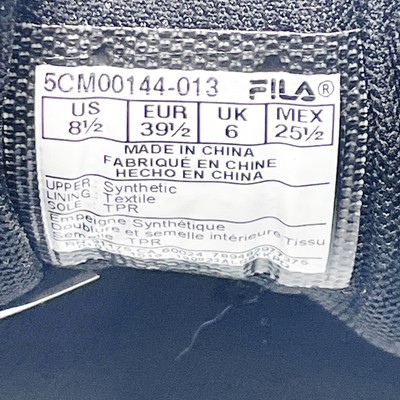 5CM00144-013 FILA®
US EUR UK MEX
8½ 39½ 6 25½
MADE IN CHINA
FABRIQUÉ EN CHINE
HECHO EN CHINA
UPPER : Synthetic
LINING : Textile
SOLE : TPR
Empeigne Synthétique
Doublure et semelle intérieure Tissu
Semelle TPR